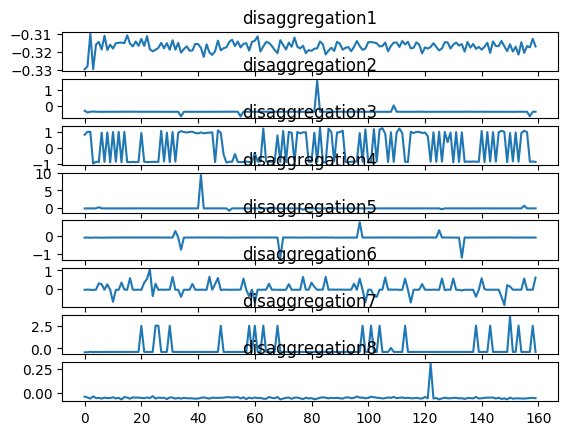 disaggregation1
−0.31
−0.32
−0.33
disaggregation2
1
0
disaggregation3
1
0
−1
disaggregation4
10
5
0
disaggregation5
0
−1
disaggregation6
1
0
disaggregation7
2.5
0.0
disaggregation8
0.25
0.00
0 20 40 60 80 100 120 140 160